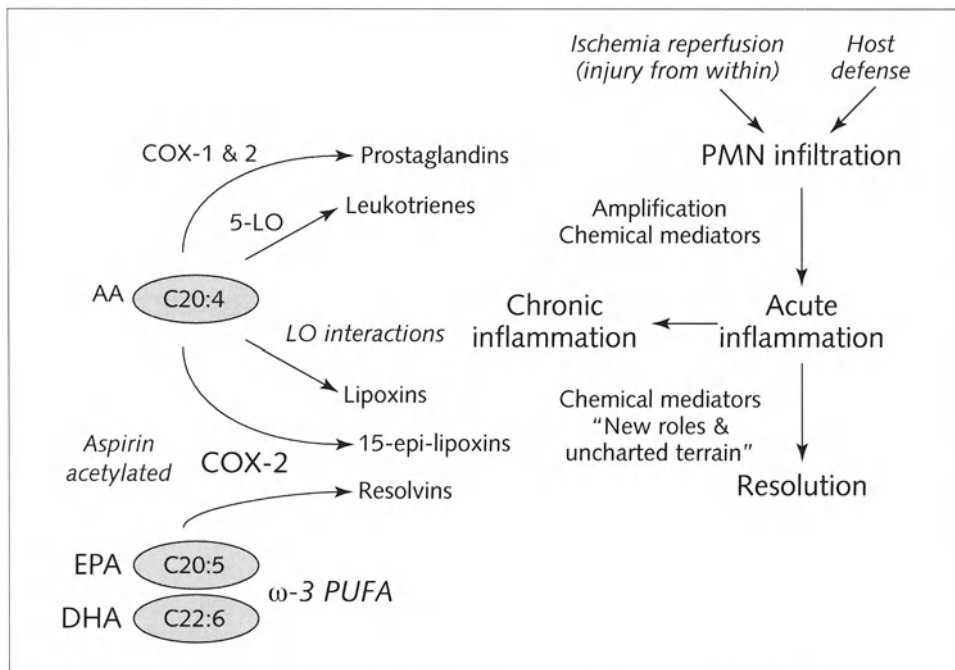 Ischemia reperfusion
(injury from within)
Host
defense
COX-1 & 2
Prostaglandins
PMN infiltration
5-LO
Leukotrienes
Amplification
Chemical mediators
AA
C20:4
Chronic
inflammation
Acute
inflammation
LO interactions
Lipoxins
Chemical mediators
“New roles &
uncharted terrain”
15-epi-lipoxins
Aspirin
acetylated
COX-2
Resolvins
Resolution
EPA
C20:5
ω-3 PUFA
DHA
C22:6